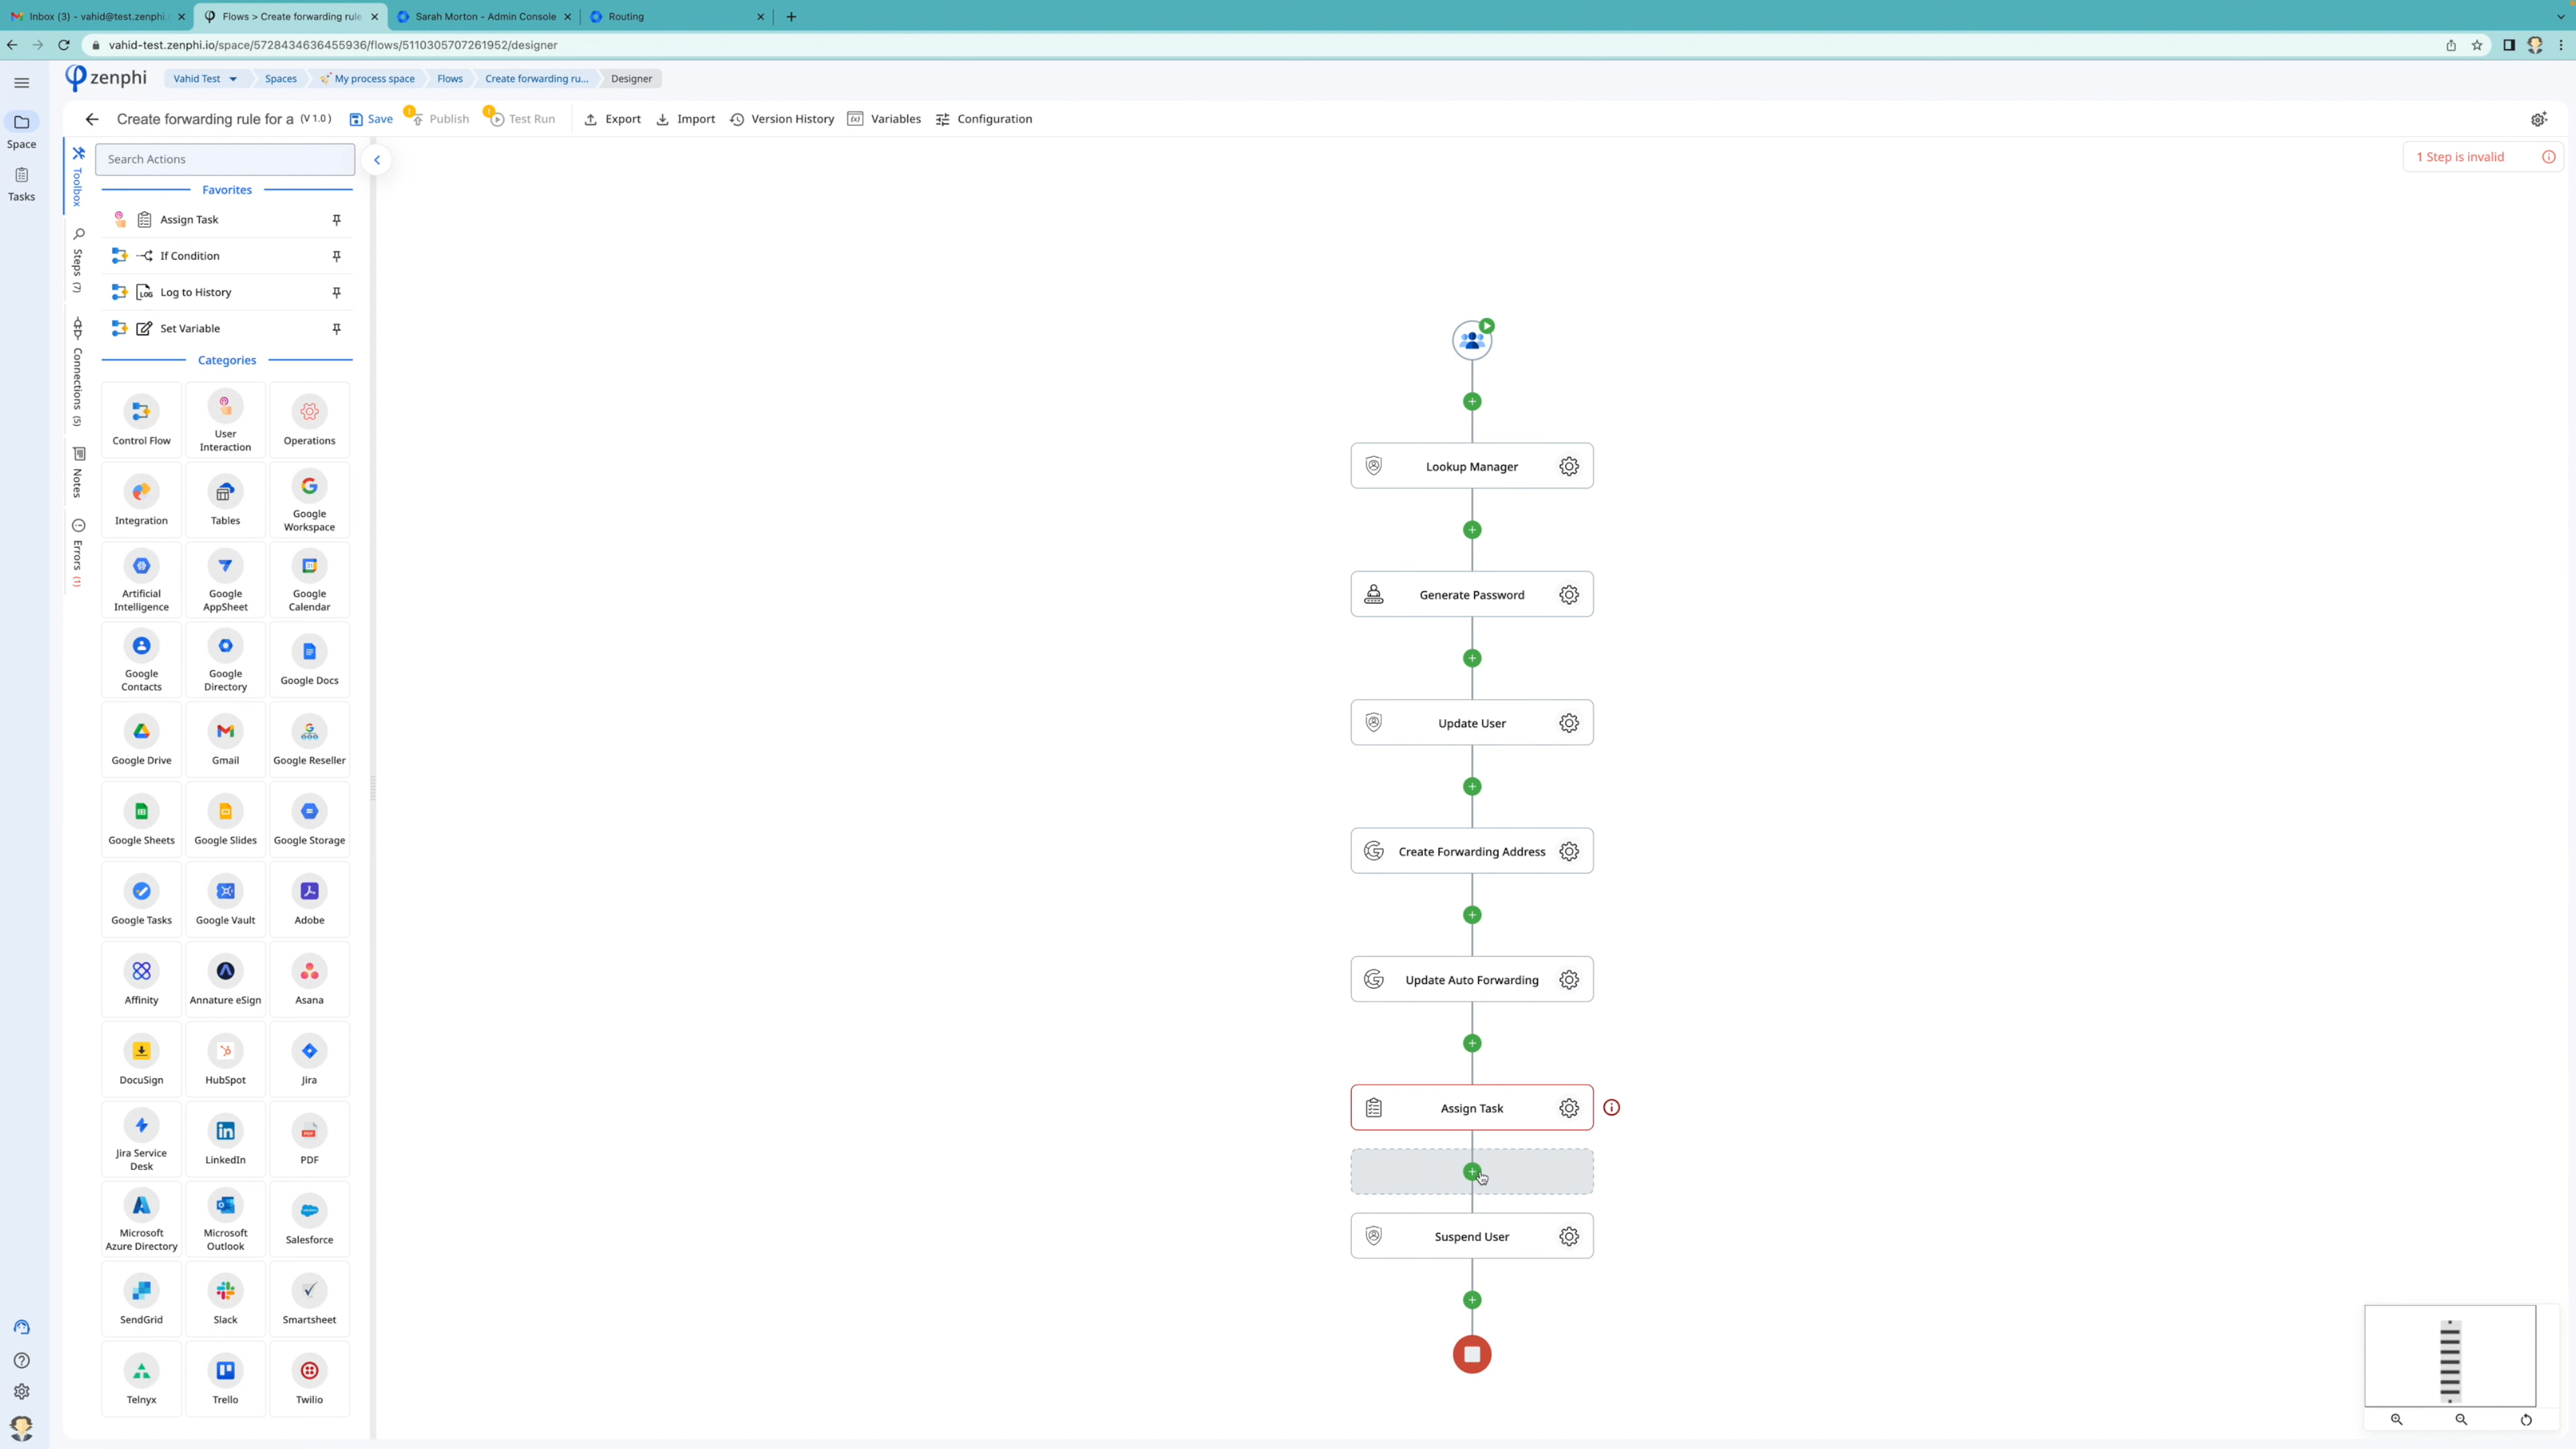 Inbox (3) - vahid@test.zenphi.
Flows > Create forwarding rule
Sarah Morton - Admin Console
Routing
vahid-test.zenphi.io/space/5728434636455936/flows/5110305707261952/designer
zenphi
Vahid Test
Spaces
My process space
Flows
Create forwarding ru...
Designer
Space
Tasks
Create forwarding rule for a
(V 1.0)
Save
Publish
Test Run
Export
Import
Version History
Variables
Configuration
1 Step is invalid
Toolbox
Steps (7)
Connections (5)
Notes
Errors (1)
Search Actions
Favorites
Assign Task
If Condition
LOG
Log to History
Set Variable
Categories
Control Flow
User
Interaction
Operations
Integration
Tables
Google
Workspace
Artificial
Intelligence
Google
AppSheet
Google
Calendar
Google
Contacts
Google
Directory
Google Docs
Google Drive
Gmail
Google Reseller
Google Sheets
Google Slides
Google Storage
Google Tasks
Google Vault
Adobe
Affinity
Annature eSign
Asana
DocuSign
HubSpot
Jira
Jira Service
Desk
LinkedIn
PDF
Microsoft
Azure Directory
Microsoft
Outlook
Salesforce
SendGrid
Slack
Smartsheet
Telnyx
Trello
Twilio
Lookup Manager
Generate Password
Update User
Create Forwarding Address
Update Auto Forwarding
Assign Task
Suspend User